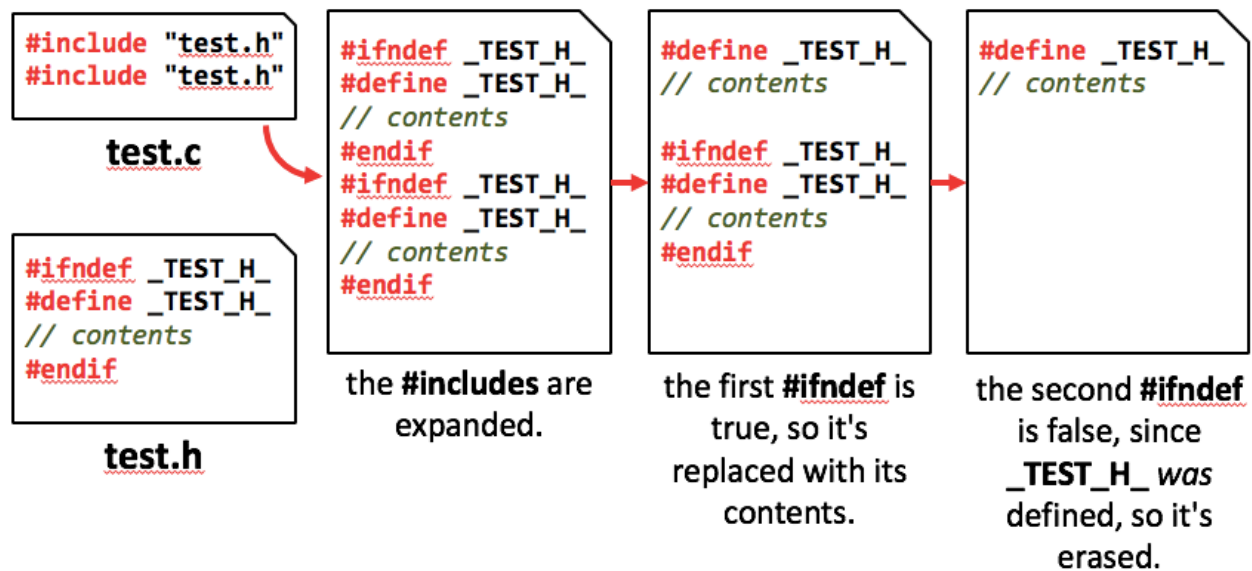 #include "test.h"
#include "test.h"
test.c
#ifndef _TEST_H_
#define _TEST_H_
// contents
#endif
test.h
#ifndef _TEST_H_
#define _TEST_H_
// contents
#endif
#ifndef _TEST_H_
#define _TEST_H_
// contents
#endif
the #includes are
expanded.
#define _TEST_H_
// contents
#ifndef _TEST_H_
#define _TEST_H_
// contents
#endif
the first #ifndef is
true, so it's
replaced with its
contents.
#define _TEST_H_
// contents
the second #ifndef
is false, since
_TEST_H_ was
defined, so it's
erased.